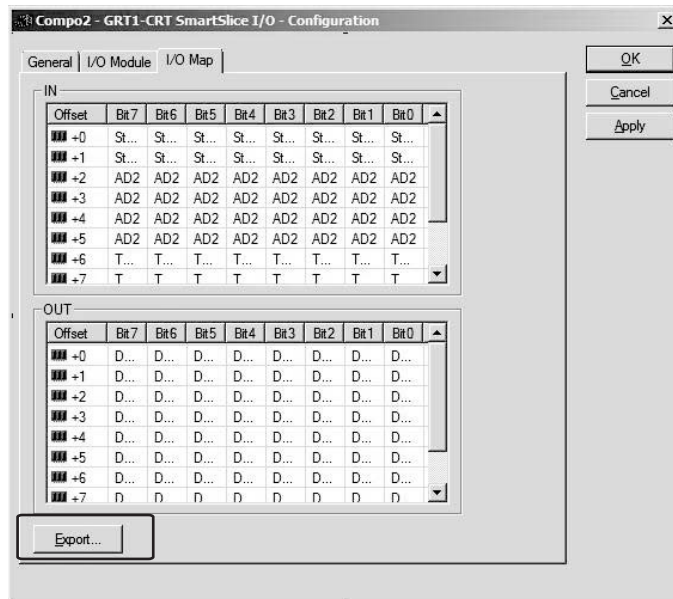 Compo2 - GRT1-CRT SmartSlice I/O - Configuration
General I/O Module I/O Map
OK
Cancel
Apply
IN
Offset Bit7 Bit6 Bit5 Bit4 Bit3 Bit2 Bit1 Bit0
+0 St... St... St... St... St... St... St... St...
+1 St... St... St... St... St... St... St... St...
+2 AD2 AD2 AD2 AD2 AD2 AD2 AD2 AD2
+3 AD2 AD2 AD2 AD2 AD2 AD2 AD2 AD2
+4 AD2 AD2 AD2 AD2 AD2 AD2 AD2 AD2
+5 AD2 AD2 AD2 AD2 AD2 AD2 AD2 AD2
+6 T... T... T... T... T... T... T... T...
+7 T T T T T T T T
OUT
Offset Bit7 Bit6 Bit5 Bit4 Bit3 Bit2 Bit1 Bit0
+0 D... D... D... D... D... D... D... D...
+1 D... D... D... D... D... D... D... D...
+2 D... D... D... D... D... D... D... D...
+3 D... D... D... D... D... D... D... D...
+4 D... D... D... D... D... D... D... D...
+5 D... D... D... D... D... D... D... D...
+6 D... D... D... D... D... D... D... D...
+7 D D D D D D D D
Export...